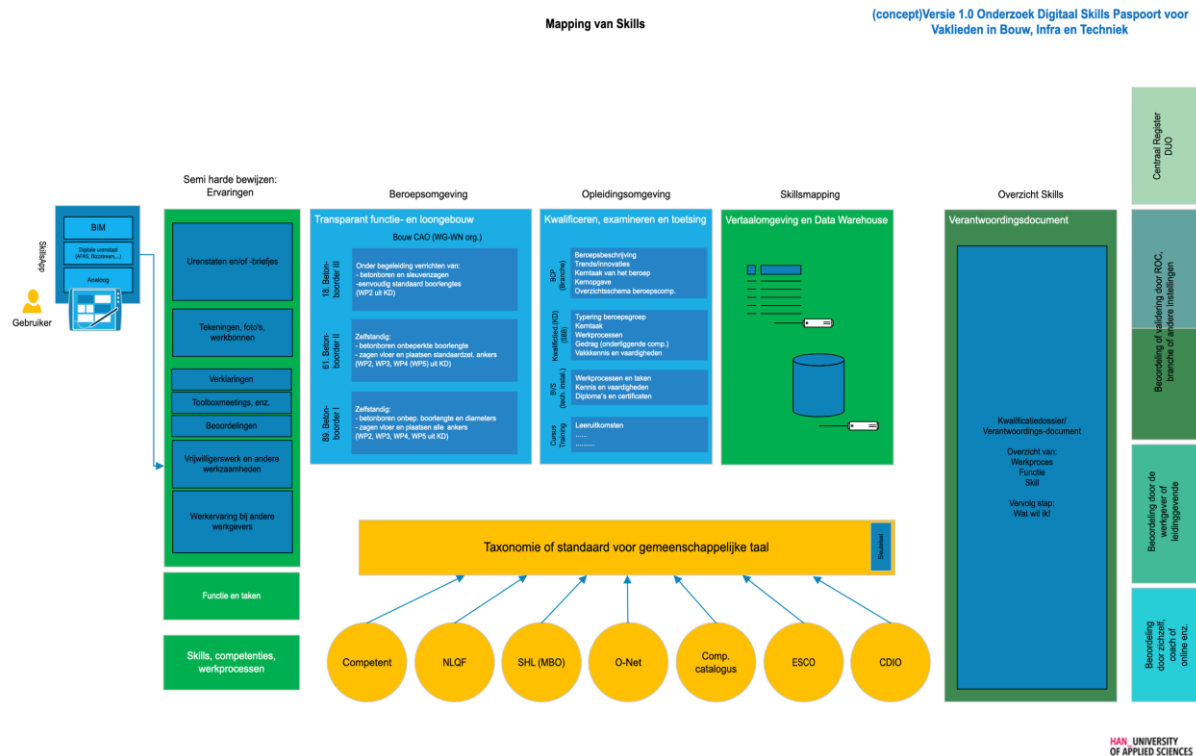 Mapping van Skills
(concept)Versie 1.0 Onderzoek Digitaal Skills Paspoort voor
Vaklieden in Bouw, Infra en Techniek
SkillsApp
Gebruiker
BIM
Digitale urenstaat
(AFAS, Bizzstream,...)
Analoog
Semi harde bewijzen:
Ervaringen
Urenstaten en/of -briefjes
Tekeningen, foto's,
werkbonnen
Verklaringen
Toolboxmeetings, enz.
Beoordelingen
Vrijwilligerswerk en andere
werkzaamheden
Werkervaring bij andere
werkgevers
Functie en taken
Skills, competenties,
werkprocessen
Beroepsomgeving
Transparant functie- en loongebouw
Bouw CAO (WG-WN org.)
18. Beton-
boorder III
Onder begeleiding verrichten van:
- betonboren en sleuvenzagen
-eenvoudig standaard boorlengtes
(WP2 uit KD)
61. Beton-
boorder II
Zelfstandig:
- betonboren onbeperkte boorlengte
- zagen vloer en plaatsen standaardzet. ankers
(WP2, WP3, WP4 (WP5) uit KD)
89. Beton-
boorder I
Zelfstandig:
- betonboren onbep. boorlengte en diameters
- zagen vloer en plaatsen alle ankers
(WP2, WP3, WP4, WP5 uit KD)
Opleidingsomgeving
Kwalificeren, examineren en toetsing
BCP
(Branche)
Beroepsbeschrijving
Trends/innovaties
Kerntaak van het beroep
Kernopgave
Overzichtsschema beroepscomp.
(SBB)
Typering beroepsgroep
Kerntaak
Werkprocessen
Gedrag (onderliggende comp.)
Vakkkennis en vaardigheden
(tech. instal.)
Werkprocessen en taken
Kennis en vaardigheden
Diploma's en certificaten
Cursus
Training
Leeruitkomsten
......
.........
Skillsmapping
Vertaalomgeving en Data Warehouse
Taxonomie of standaard voor gemeenschappelijke taal
Competent
NLQF
SHL (MBO)
O-Net
Comp.
catalogus
ESCO
CDIO
Overzicht Skills
Verantwoordingsdocument
Kwalificatiedossier/
Verantwoordings-document
Overzicht van:
Werkproces
Functie
Skill
Vervolg stap:
Wat wil ik!
Centraal Register
DUO
Beoordeling of validering door ROC,
branche of andere instellingen
Beoordeling door de
werkgever of
leidinggevende
Beoordeling
door zichzelf,
coach of
online enz.
HAN_UNIVERSITY
OF APPLIED SCIENCES